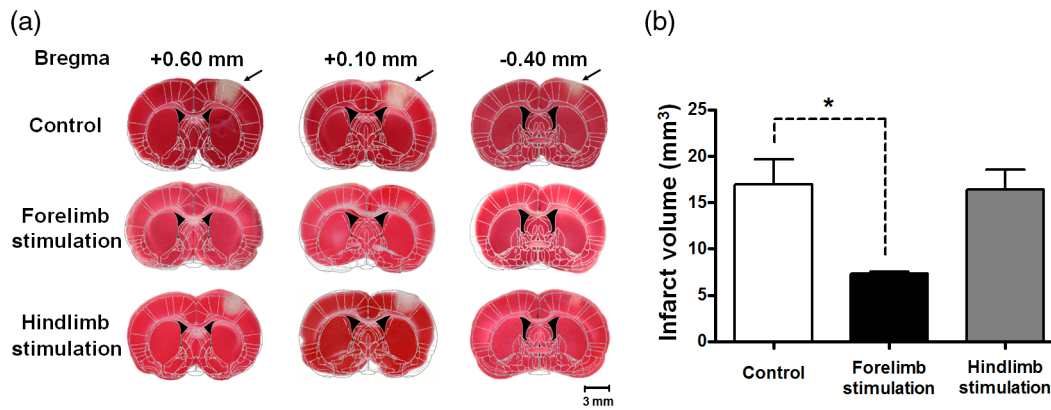 (a)
Bregma +0.60 mm +0.10 mm -0.40 mm
Control
Forelimb
stimulation
Hindlimb
stimulation
3 mm
(b)
Infarct volume (mm³)
25
20
15
10
5
0
*
Control Forelimb Hindlimb
stimulation stimulation